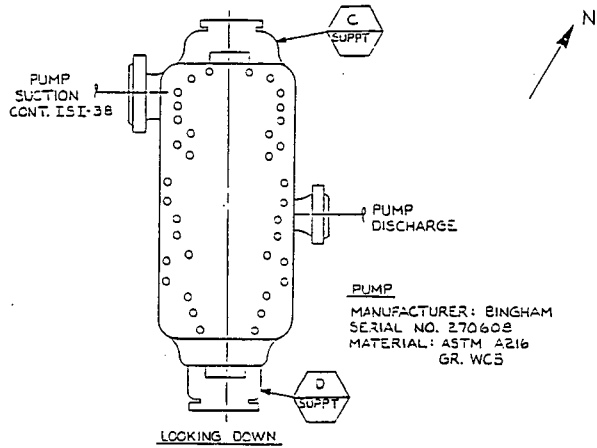 C
SUPPT
N
PUMP
SUCTION
CONT. ISI-38
PUMP
DISCHARGE
PUMP
MANUFACTURER: BINGHAM
SERIAL NO. 270608
MATERIAL: ASTM A216
GR. WCB
D
SUPPT
LOOKING DOWN